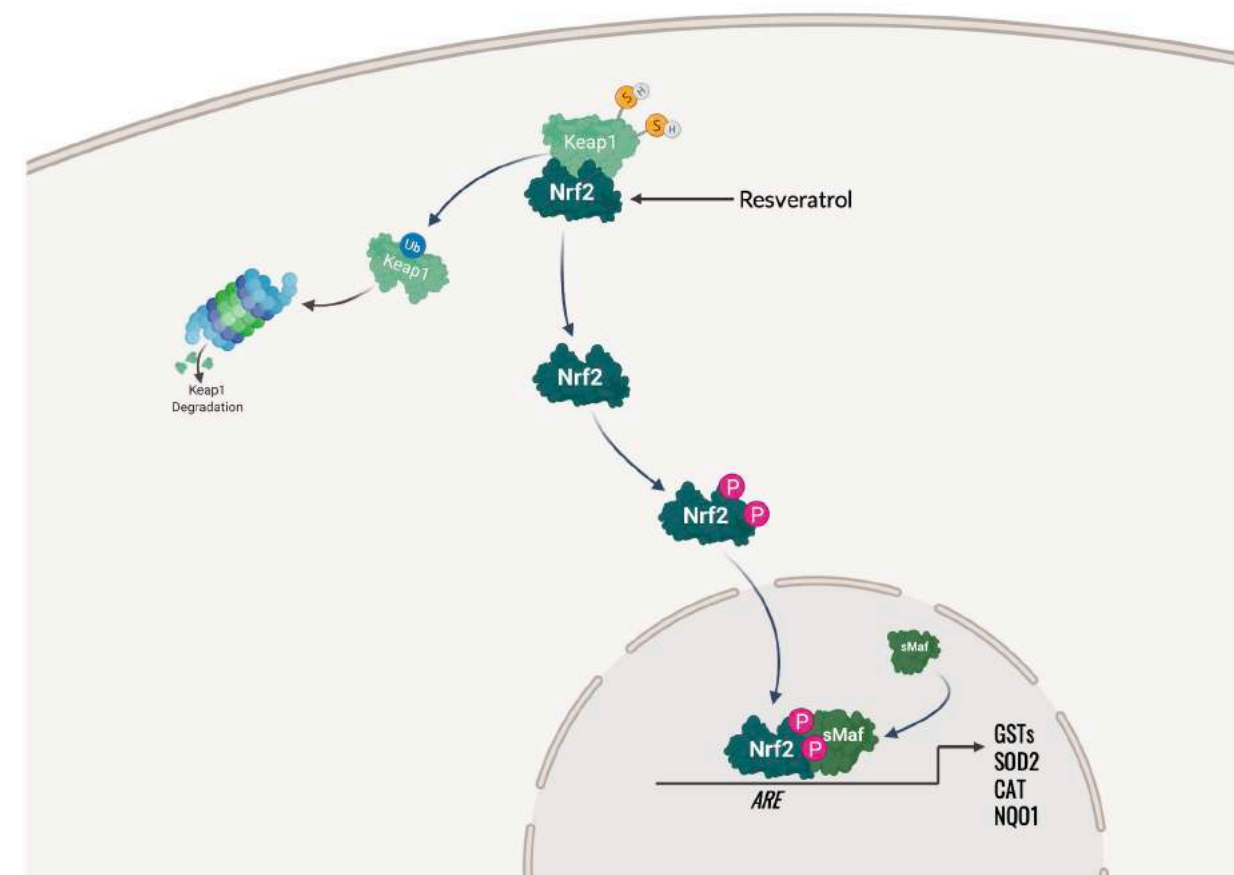 S H
S H
Keap1
Nrf2
Resveratrol
Ub
Keap1
Keap1
Degradation
Nrf2
P
Nrf2
P
sMaf
P
sMaf
Nrf2
P
ARE
GSTs
SOD2
CAT
NQO1